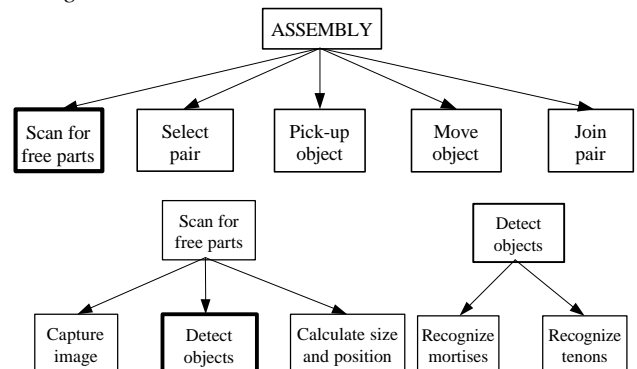 ASSEMBLY
Scan for
free parts
Select
pair
Pick-up
object
Move
object
Join
pair
Scan for
free parts
Detect
objects
Capture
image
Detect
objects
Calculate size
and position
Recognize
mortises
Recognize
tenons